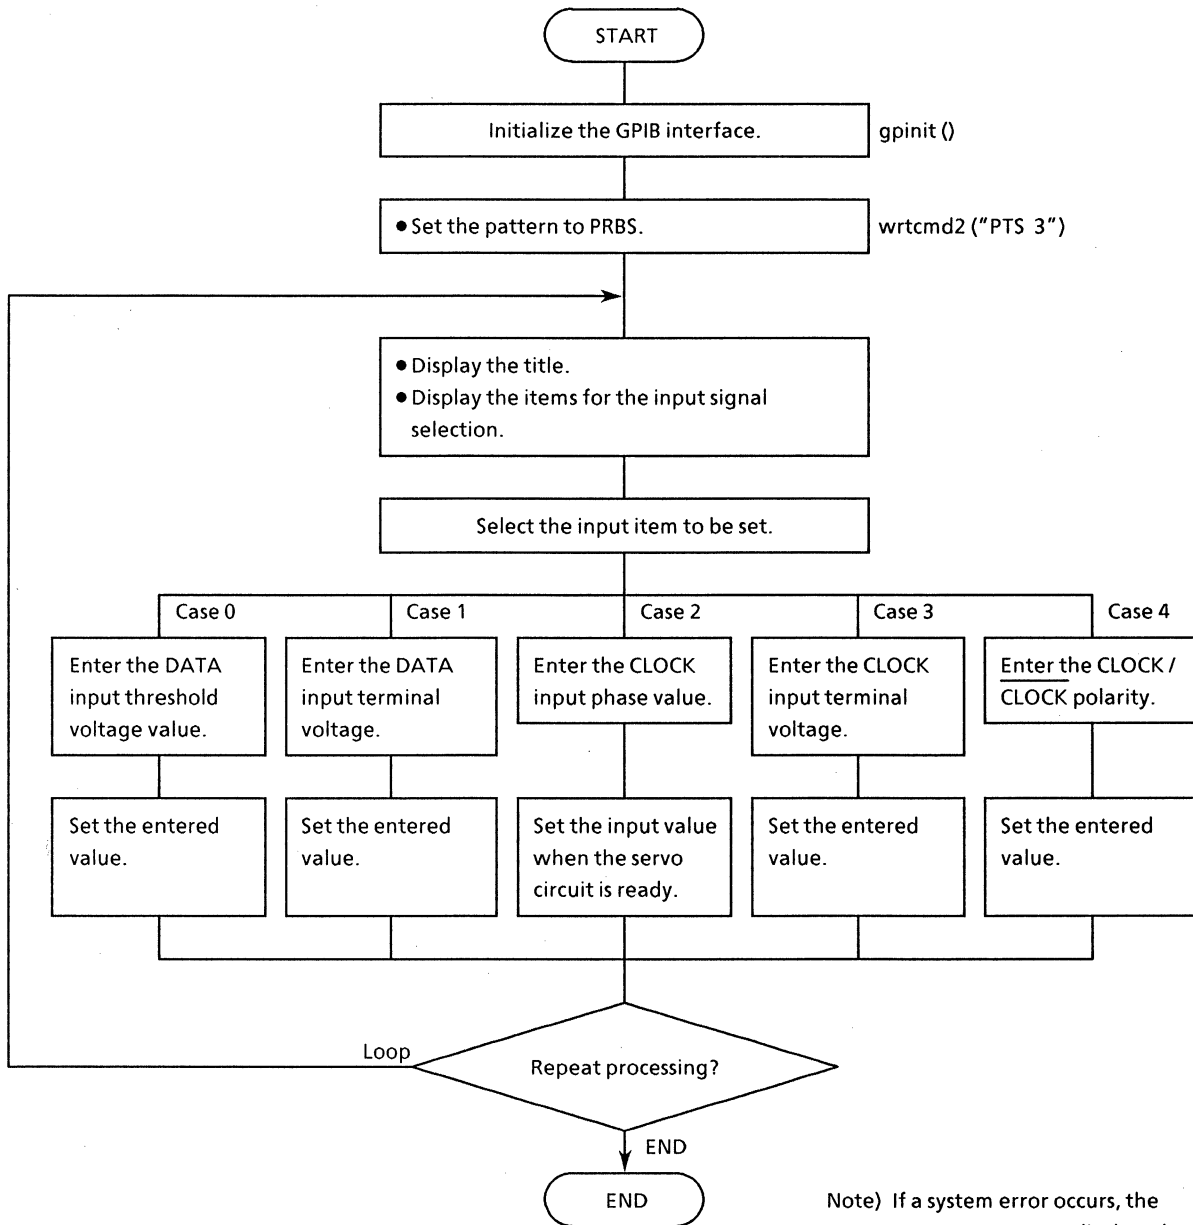 START
Initialize the GPIB interface.
gpinit ()
● Set the pattern to PRBS.
wrtcmd2 ("PTS 3")
● Display the title.
● Display the items for the input signal
selection.
Select the input item to be set.
Case 0
Case 1
Case 2
Case 3
Case 4
Enter the DATA
input threshold
voltage value.
Enter the DATA
input terminal
voltage.
Enter the CLOCK
input phase value.
Enter the CLOCK
input terminal
voltage.
Enter the CLOCK /
CLOCK polarity.
Set the entered
value.
Set the entered
value.
Set the input value
when the servo
circuit is ready.
Set the entered
value.
Set the entered
value.
Loop
Repeat processing?
END
END
Note) If a system error occurs, the